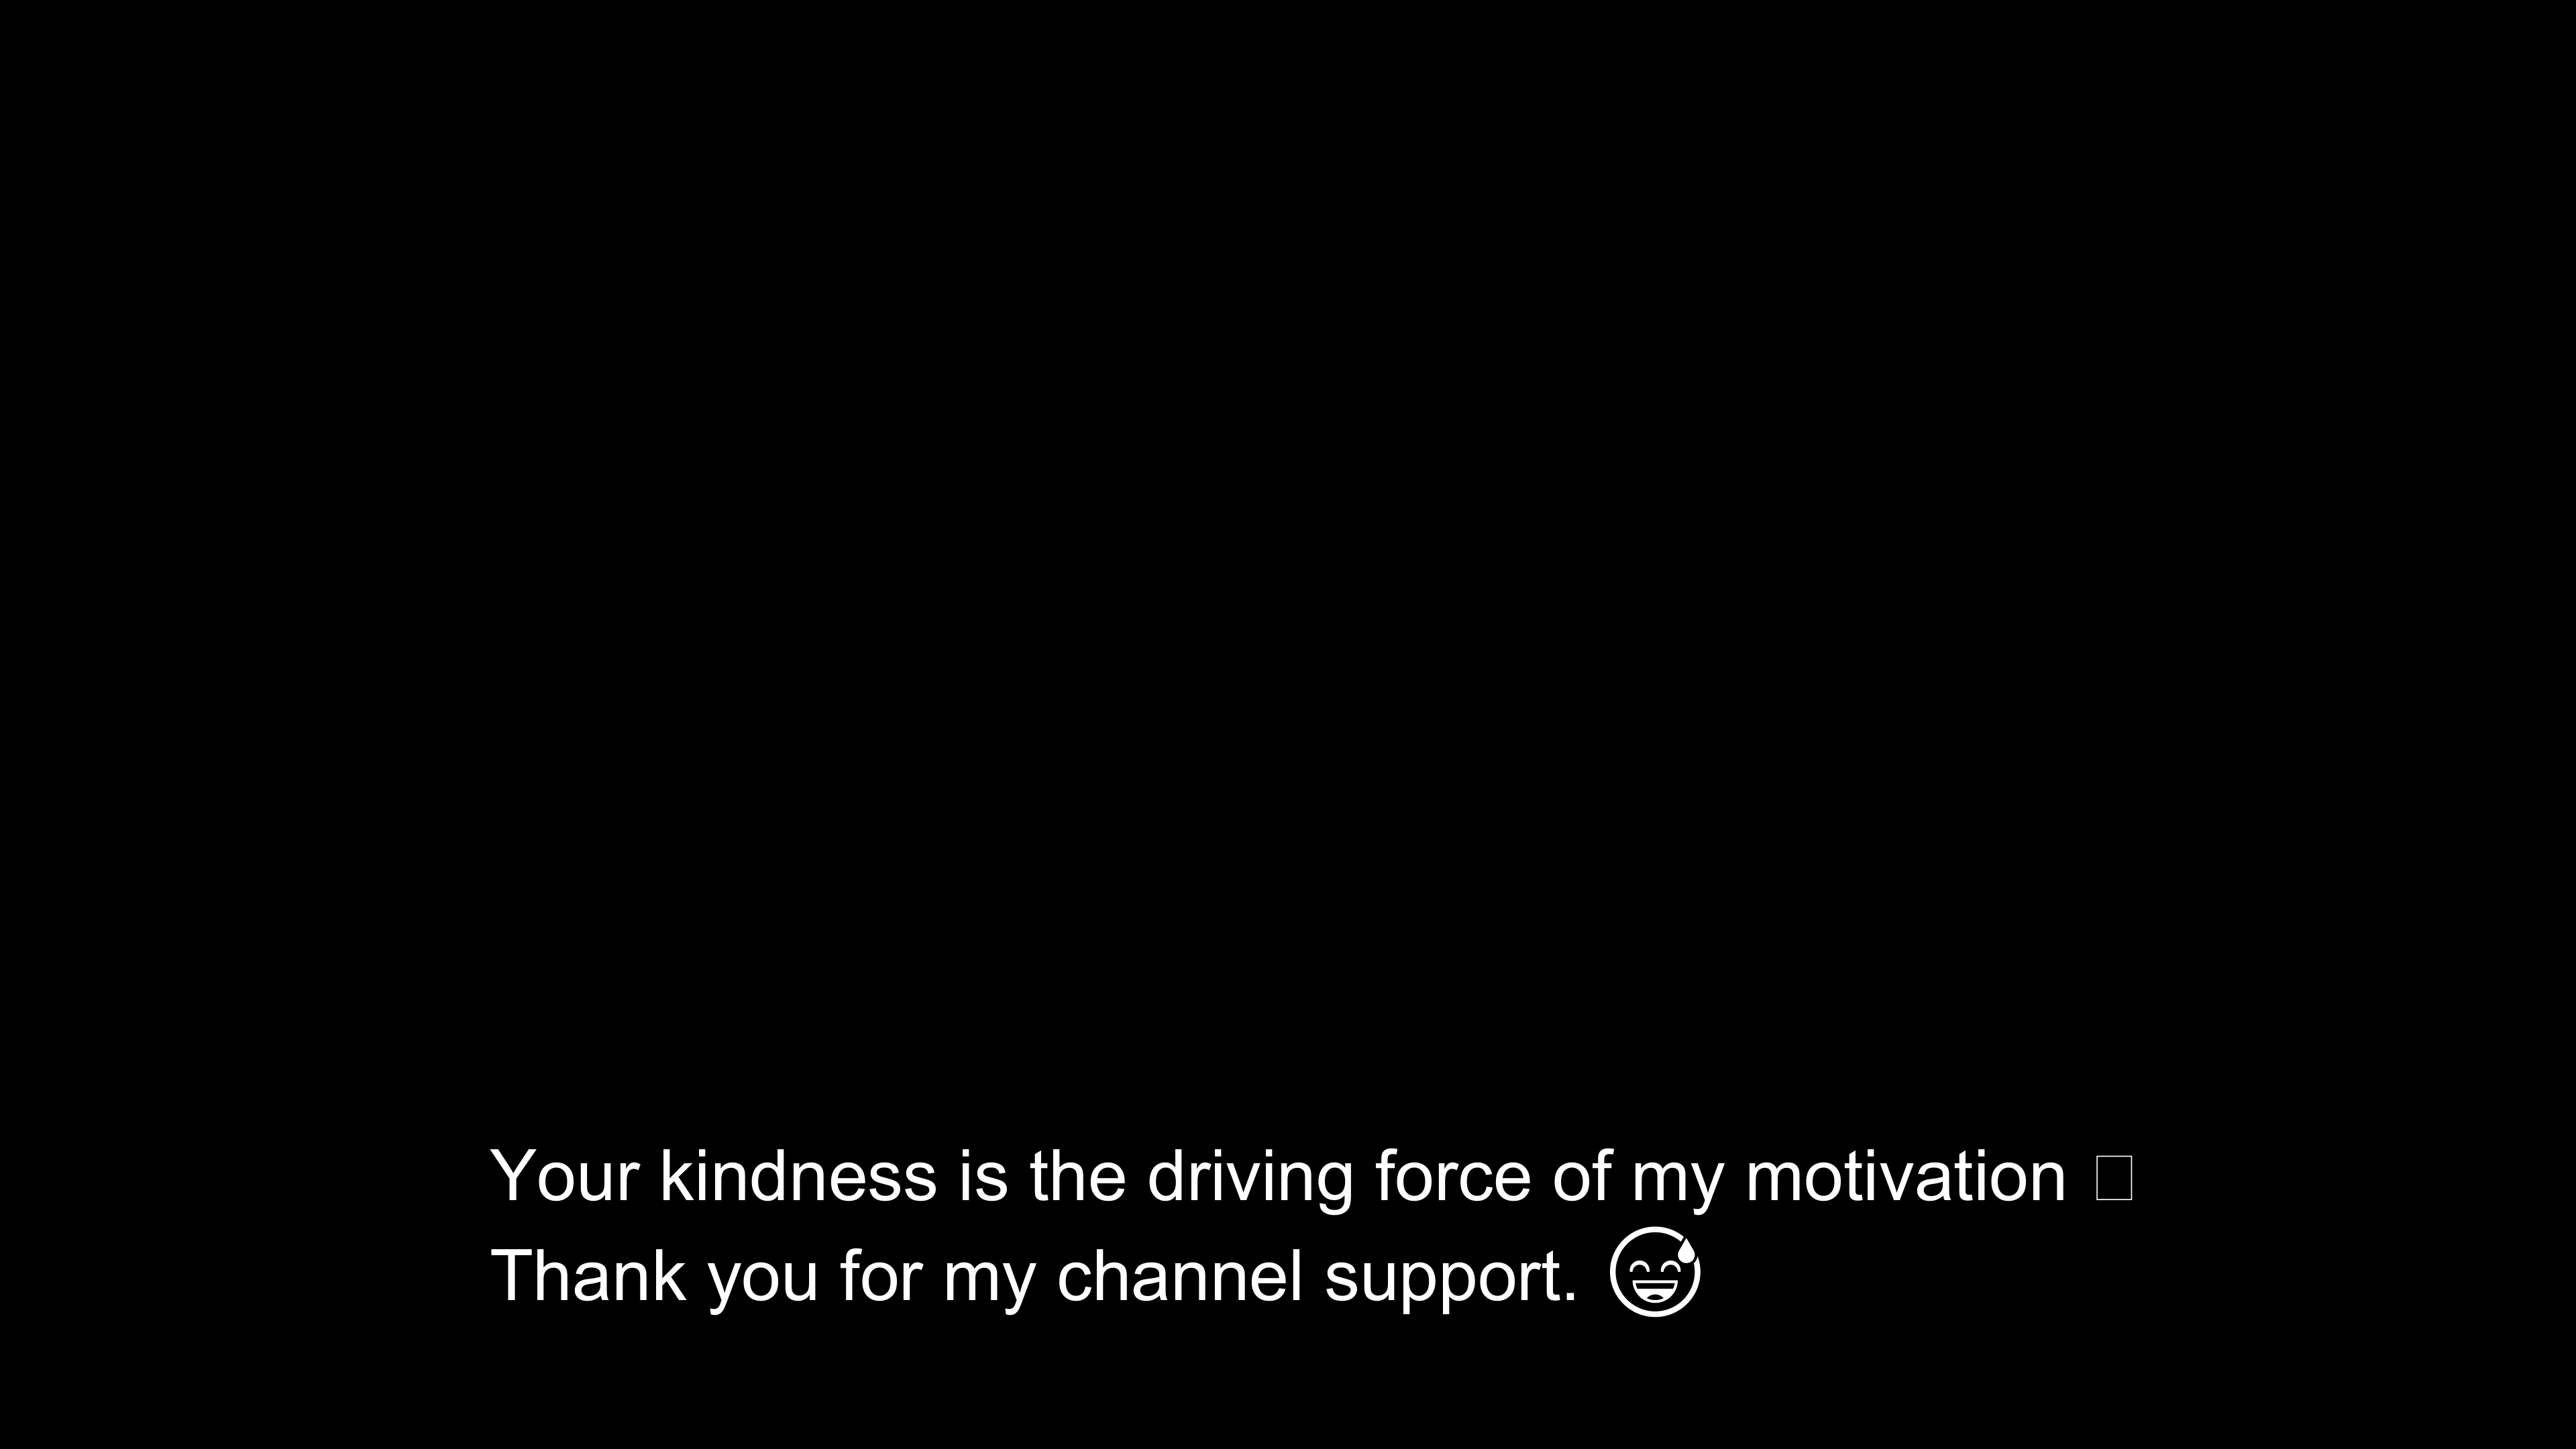 Your kindness is the driving force of my motivation □
Thank you for my channel support. 😅